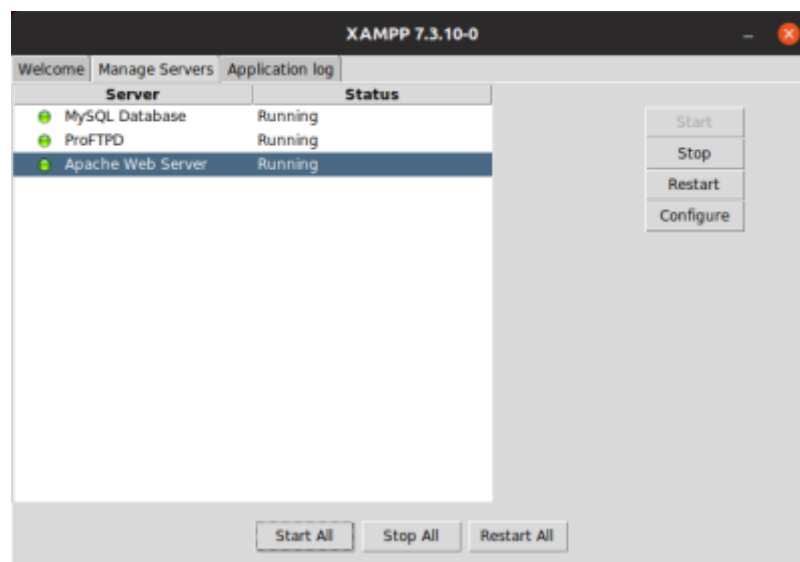 XAMPP 7.3.10-0
Welcome Manage Servers Application log
Server Status
MySQL Database Running
ProFTPD Running
Apache Web Server Running
Start
Stop
Restart
Configure
Start All Stop All Restart All